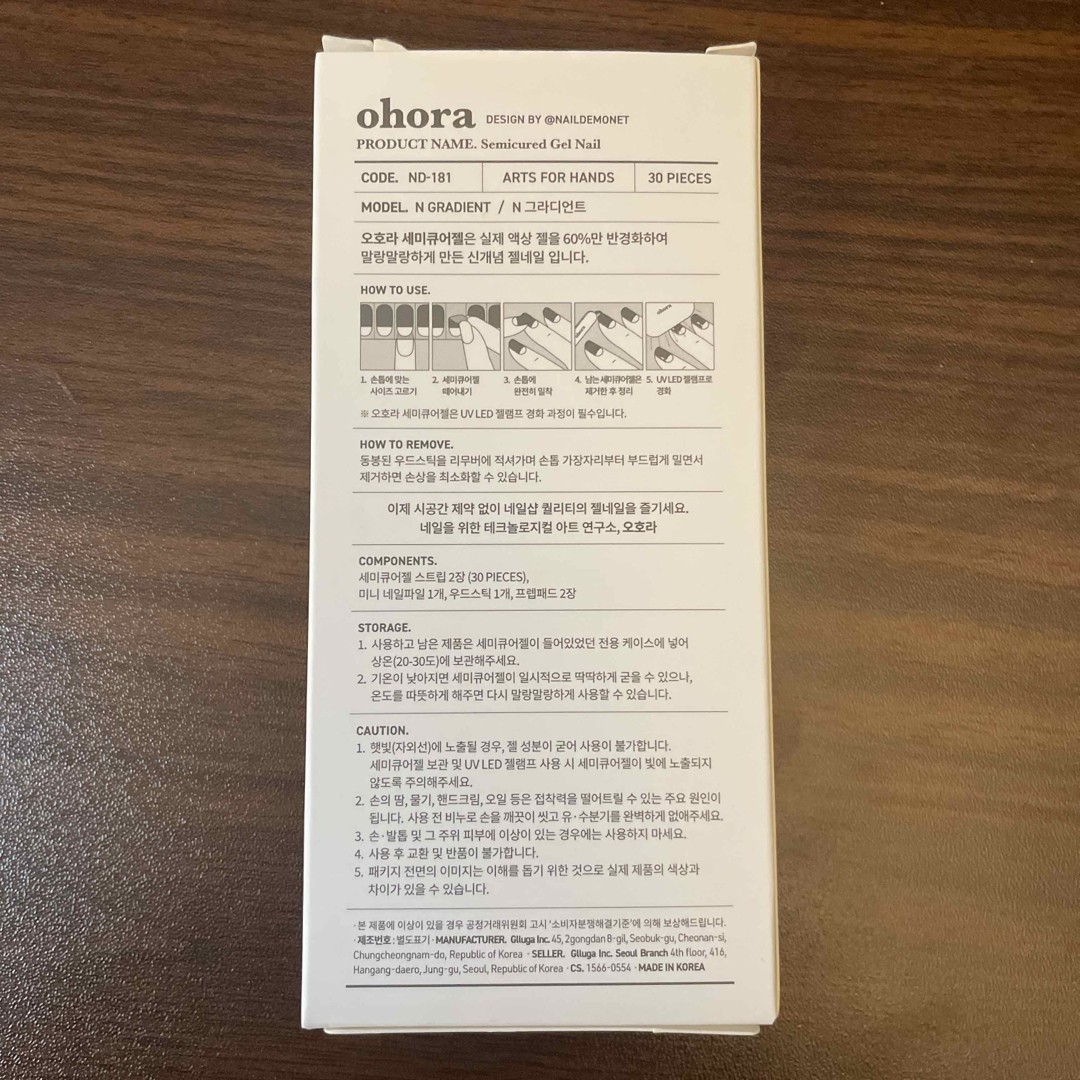 ohora DESIGN BY @NAILDEMONET
PRODUCT NAME. Semicured Gel Nail
CODE. ND-181 ARTS FOR HANDS 30 PIECES
MODEL. N GRADIENT / N 그라디언트
오호라 세미큐어젤은 실제 액상 젤을 60%만 반경화하여
말랑말랑하게 만든 신개념 젤네일 입니다.
HOW TO USE.
ohora
1. 손톱에 맞는 사이즈 고르기
2. 세미큐어젤 떼어내기
3. 손톱에 완전히 밀착
4. 남는 세미큐어젤은 제거한 후 정리
5. UV LED 젤램프로 경화
※ 오호라 세미큐어젤은 UV LED 젤램프 경화 과정이 필수입니다.
HOW TO REMOVE.
동봉된 우드스틱을 리무버에 적셔가며 손톱 가장자리부터 부드럽게 밀면서
제거하면 손상을 최소화할 수 있습니다.
이제 시공간 제약 없이 네일샵 퀄리티의 젤네일을 즐기세요.
네일을 위한 테크놀로지컬 아트 연구소, 오호라
COMPONENTS.
세미큐어젤 스트립 2장 (30 PIECES),
미니 네일파일 1개, 우드스틱 1개, 프렙패드 2장
STORAGE.
1. 사용하고 남은 제품은 세미큐어젤이 들어있었던 전용 케이스에 넣어
상온(20-30도)에 보관해주세요.
2. 기온이 낮아지면 세미큐어젤이 일시적으로 딱딱하게 굳을 수 있으나,
온도를 따뜻하게 해주면 다시 말랑말랑하게 사용할 수 있습니다.
CAUTION.
1. 햇빛(자외선)에 노출될 경우, 젤 성분이 굳어 사용이 불가합니다.
세미큐어젤 보관 및 UV LED 젤램프 사용 시 세미큐어젤이 빛에 노출되지
않도록 주의해주세요.
2. 손의 땀, 물기, 핸드크림, 오일 등은 접착력을 떨어트릴 수 있는 주요 원인이
됩니다. 사용 전 비누로 손을 깨끗이 씻고 유·수분기를 완벽하게 없애주세요.
3. 손·발톱 및 그 주위 피부에 이상이 있는 경우에는 사용하지 마세요.
4. 사용 후 교환 및 반품이 불가합니다.
5. 패키지 전면의 이미지는 이해를 돕기 위한 것으로 실제 제품의 색상과
차이가 있을 수 있습니다.
·본 제품에 이상이 있을 경우 공정거래위원회 고시 '소비자분쟁해결기준'에 의해 보상해드립니다.
·제조번호 : 별도표기 · MANUFACTURER. Glluga Inc. 45, 2gongdan 8-gil, Seobuk-gu, Cheonan-si,
Chungcheongnam-do, Republic of Korea · SELLER. Glluga Inc. Seoul Branch 4th floor, 416,
Hangang-daero, Jung-gu, Seoul, Republic of Korea · CS. 1566-0554 · MADE IN KOREA